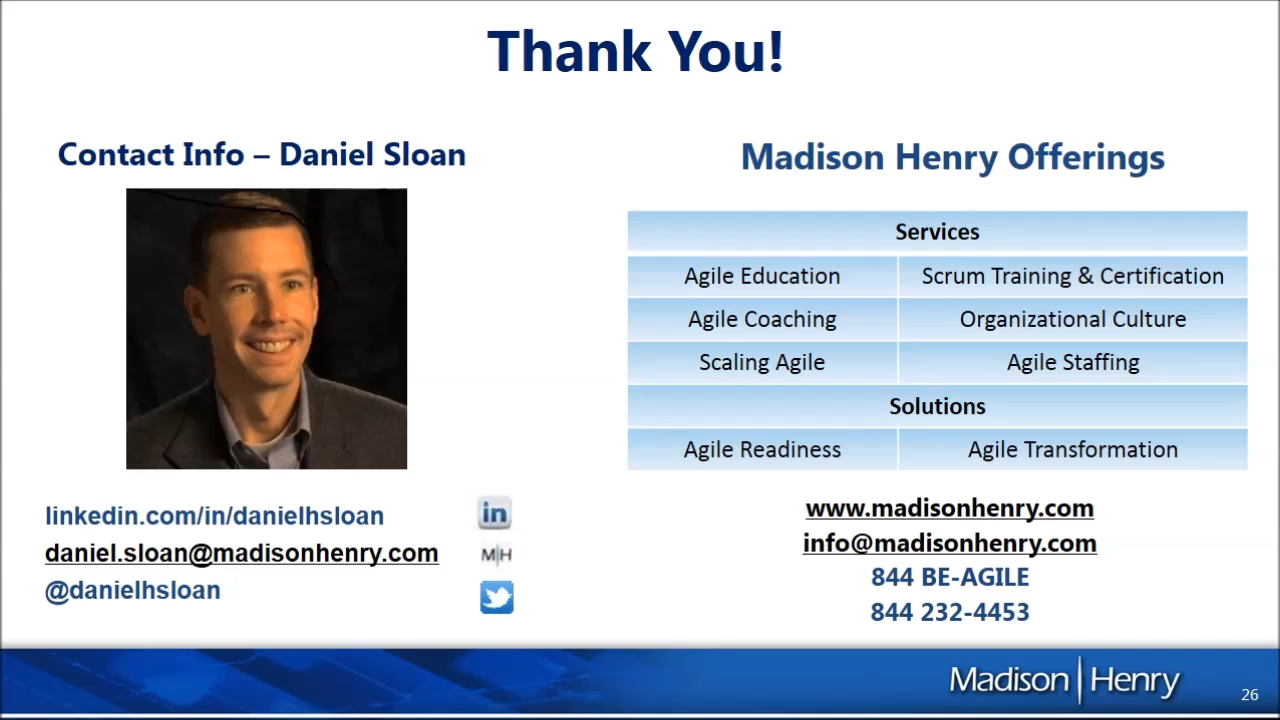 Thank You!
Contact Info – Daniel Sloan
linkedin.com/in/danielhsloan
in
daniel.sloan@madisonhenry.com
M|H
@danielhsloan
Madison Henry Offerings
Services
Agile Education Scrum Training & Certification
Agile Coaching Organizational Culture
Scaling Agile Agile Staffing
Solutions
Agile Readiness Agile Transformation
www.madisonhenry.com
info@madisonhenry.com
844 BE-AGILE
844 232-4453
Madison | Henry
26